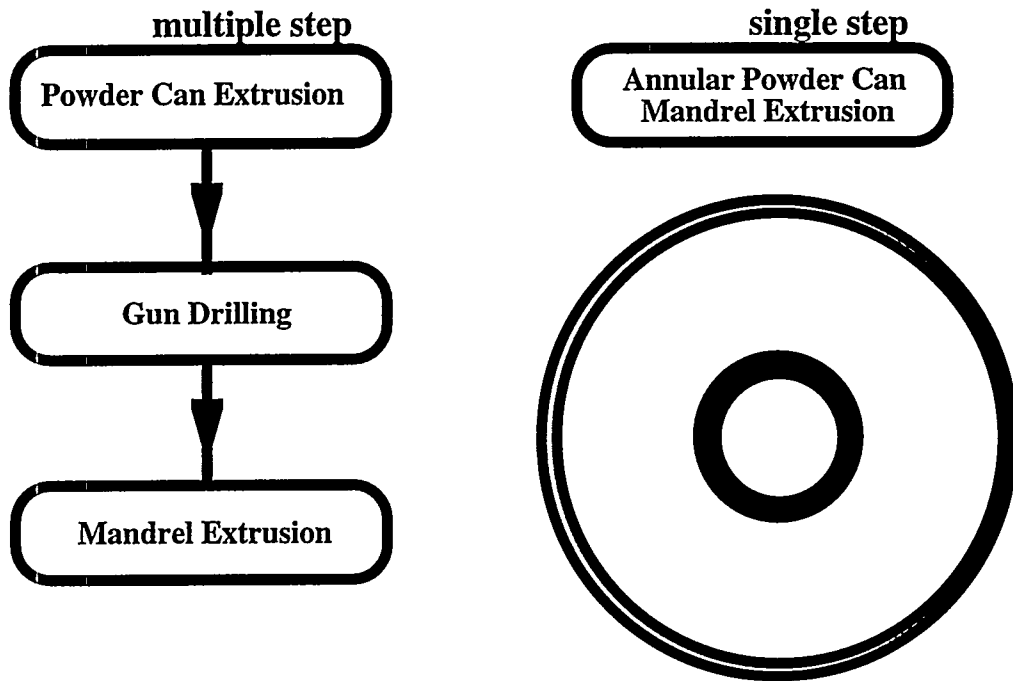 multiple step
Powder Can Extrusion
Gun Drilling
Mandrel Extrusion
single step
Annular Powder Can
Mandrel Extrusion